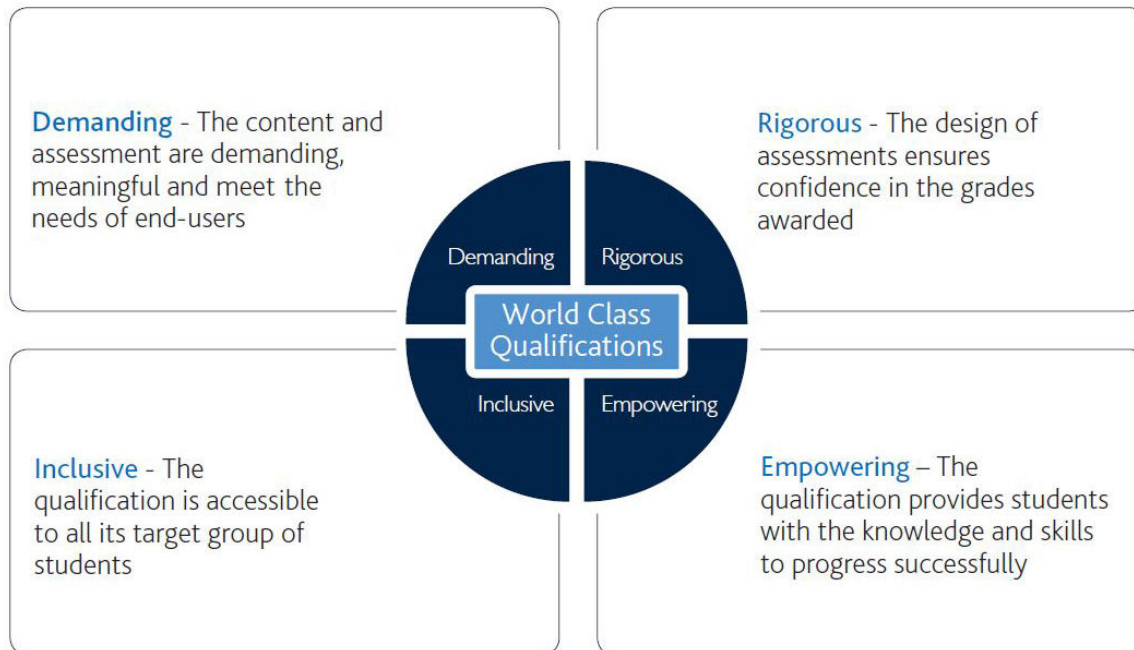 Demanding - The content and
assessment are demanding,
meaningful and meet the
needs of end-users
Rigorous - The design of
assessments ensures
confidence in the grades
awarded
Demanding
Rigorous
World Class
Qualifications
Inclusive
Empowering
Inclusive - The
qualification is accessible
to all its target group of
students
Empowering – The
qualification provides students
with the knowledge and skills
to progress successfully